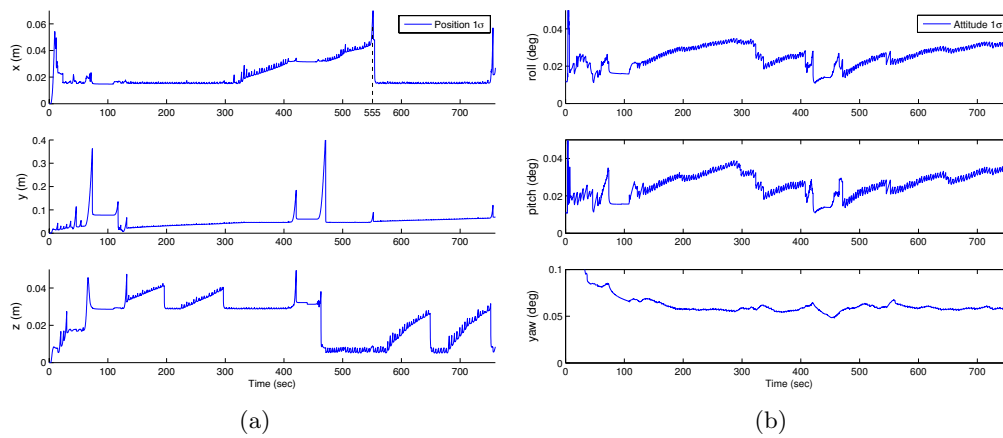 Position 1σ
x (m)
0.06
0.04
0.02
0
0 100 200 300 400 500 555 600 700
y (m)
0.4
0.3
0.2
0.1
0
0 100 200 300 400 500 600 700
z (m)
0.04
0.02
0
0 100 200 300 400 500 600 700
Time (sec)
(a)
Attitude 1σ
roll (deg)
0.04
0.02
0
0 100 200 300 400 500 600 700
pitch (deg)
0.04
0.02
0
0 100 200 300 400 500 600 700
yaw (deg)
0.1
0.05
0
0 100 200 300 400 500 600 700
Time (sec)
(b)